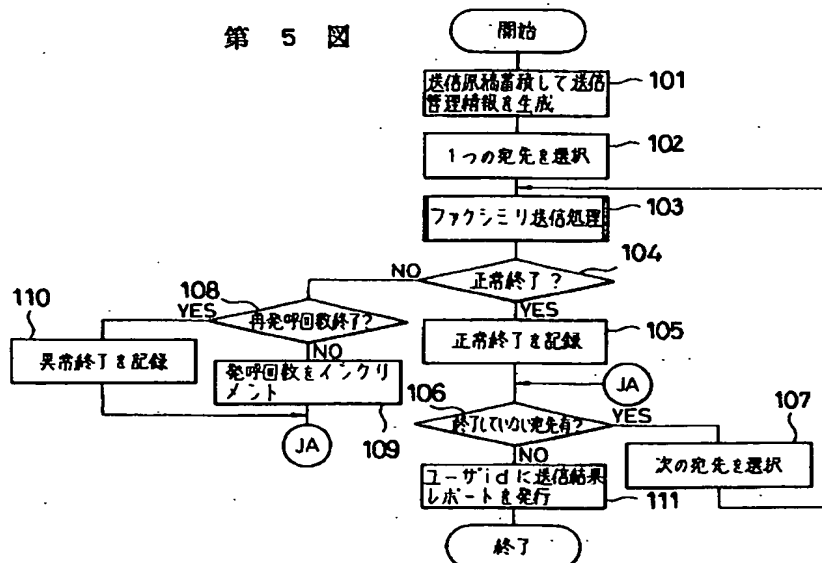 第 5 図
開始
送信原稿蓄積して送信
管理情報を生成
101
1つの宛先を選択
102
ファクシミリ送信処理
103
104
正常終了？
NO
YES
108
再発呼回数終了？
YES
NO
110
異常終了を記録
発呼回数をインクリ
メント
109
JA
正常終了を記録
105
JA
106
終了していない宛先有？
YES
NO
107
次の宛先を選択
ユーザidに送信結果
レポートを発行
111
終了